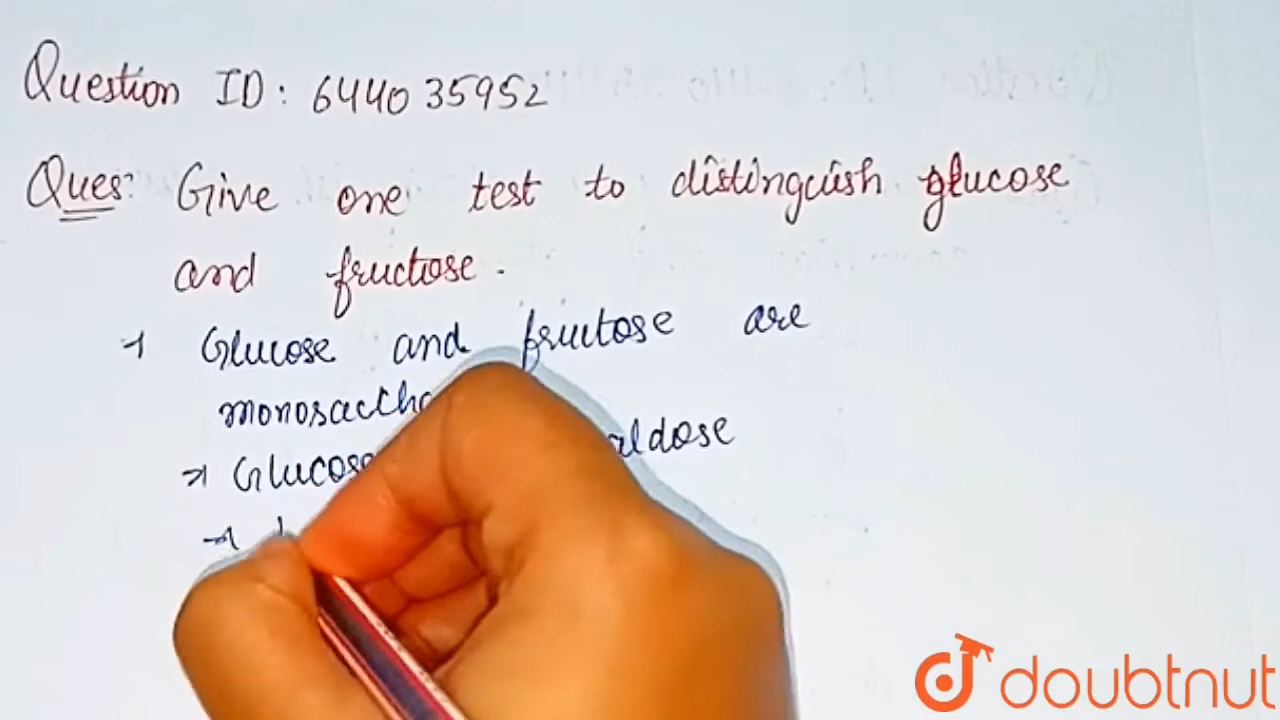 Question ID: 644035952
Ques: Give one test to distinguish glucose
and fructose.
Glucose and fructose are
Glucose aldose
doubtnut